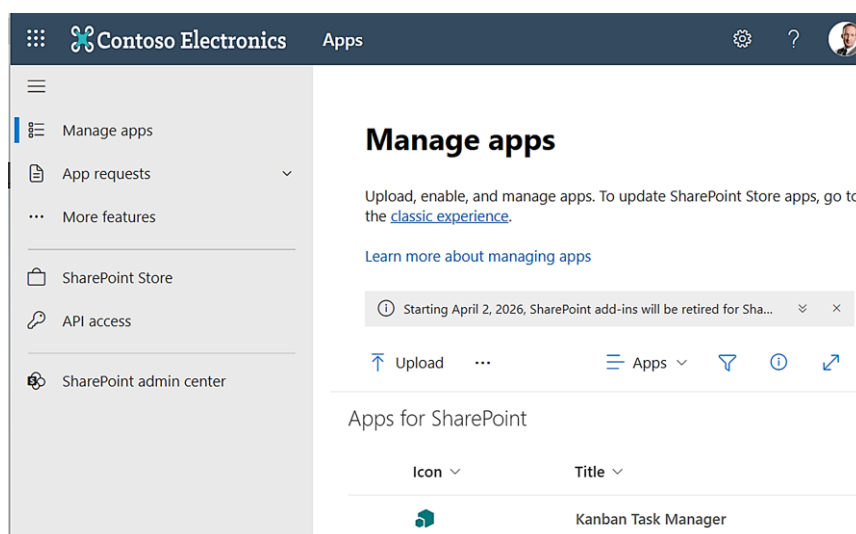 Contoso Electronics
Apps
?
Manage apps
App requests
More features
SharePoint Store
API access
SharePoint admin center
Manage apps
Upload, enable, and manage apps. To update SharePoint Store apps, go to
the classic experience.
Learn more about managing apps
Starting April 2, 2026, SharePoint add-ins will be retired for Sha...
Upload
Apps
Apps for SharePoint
Icon
Title
Kanban Task Manager